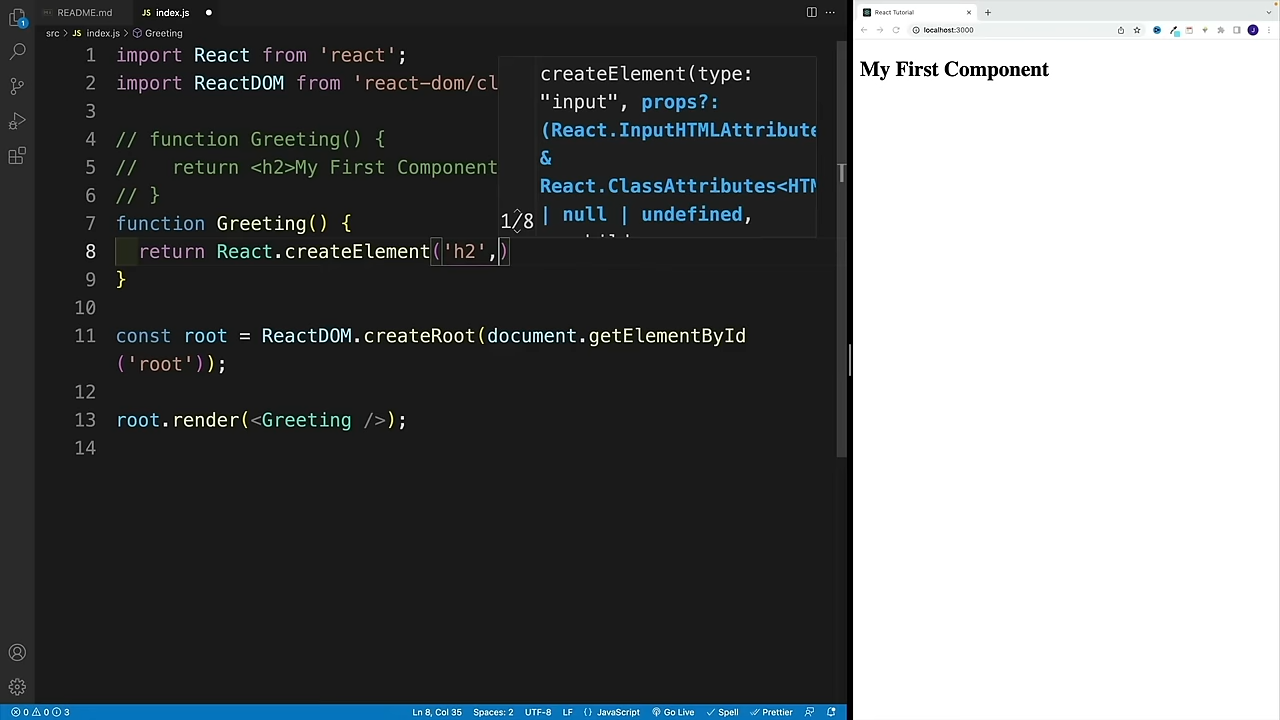 README.md
index.js
React Tutorial
localhost:3000
src > index.js > Greeting
1 import React from 'react';
2 import ReactDOM from 'react-dom/cl
3
4 // function Greeting() {
5 //   return <h2>My First Component
6 // }
7 function Greeting() {
8   return React.createElement('h2',)
9 }
10
11 const root = ReactDOM.createRoot(document.getElementById
('root'));
12
13 root.render(<Greeting />);
14
createElement(type:
"input", props?:
(React.InputHTMLAttribute
&
React.ClassAttributes<HTM
| null | undefined,
1/8
My First Component
1
J
0 0 3
Ln 8, Col 35
Spaces: 2
UTF-8
LF
{} JavaScript
Go Live
Spell
Prettier